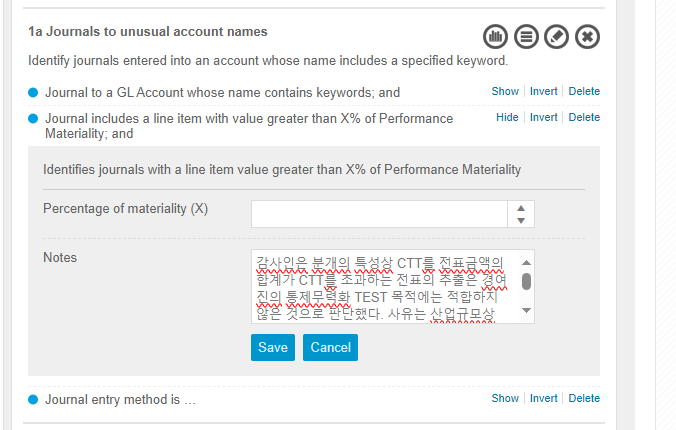 1a Journals to unusual account names
Identify journals entered into an account whose name includes a specified keyword.
Journal to a GL Account whose name contains keywords; and
Show Invert Delete
Journal includes a line item with value greater than X% of Performance
Materiality; and
Hide Invert Delete
Identifies journals with a line item value greater than X% of Performance Materiality
Percentage of materiality (X)
Notes
감사인은 분개의 특성상 CTT를 전표금액의
합계가 CTT를 초과하는 전표의 추출은 경여
진의 통제무력화 TEST 목적에는 적합하지
않은 것으로 판단했다. 사유는 산업규모상
Save Cancel
Journal entry method is ...
Show Invert Delete